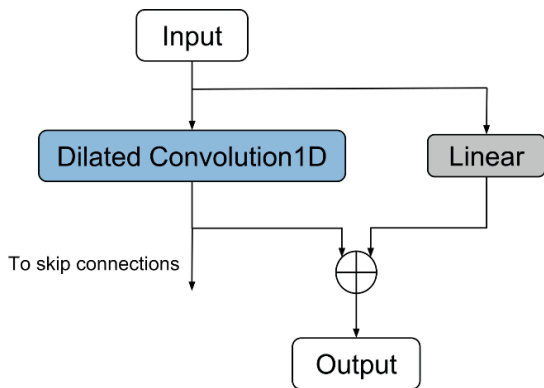 Input
Dilated Convolution1D
Linear
To skip connections
Output